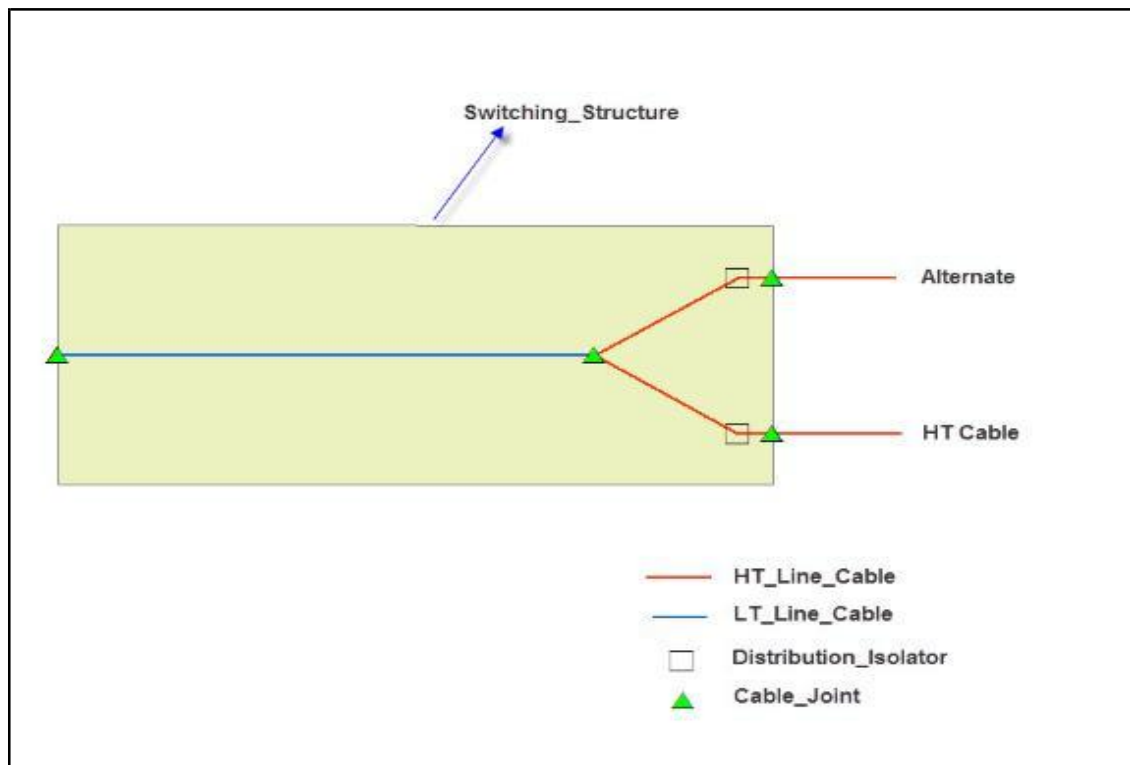 Switching_Structure
Alternate
HT Cable
HT_Line_Cable
LT_Line_Cable
Distribution_Isolator
Cable_Joint